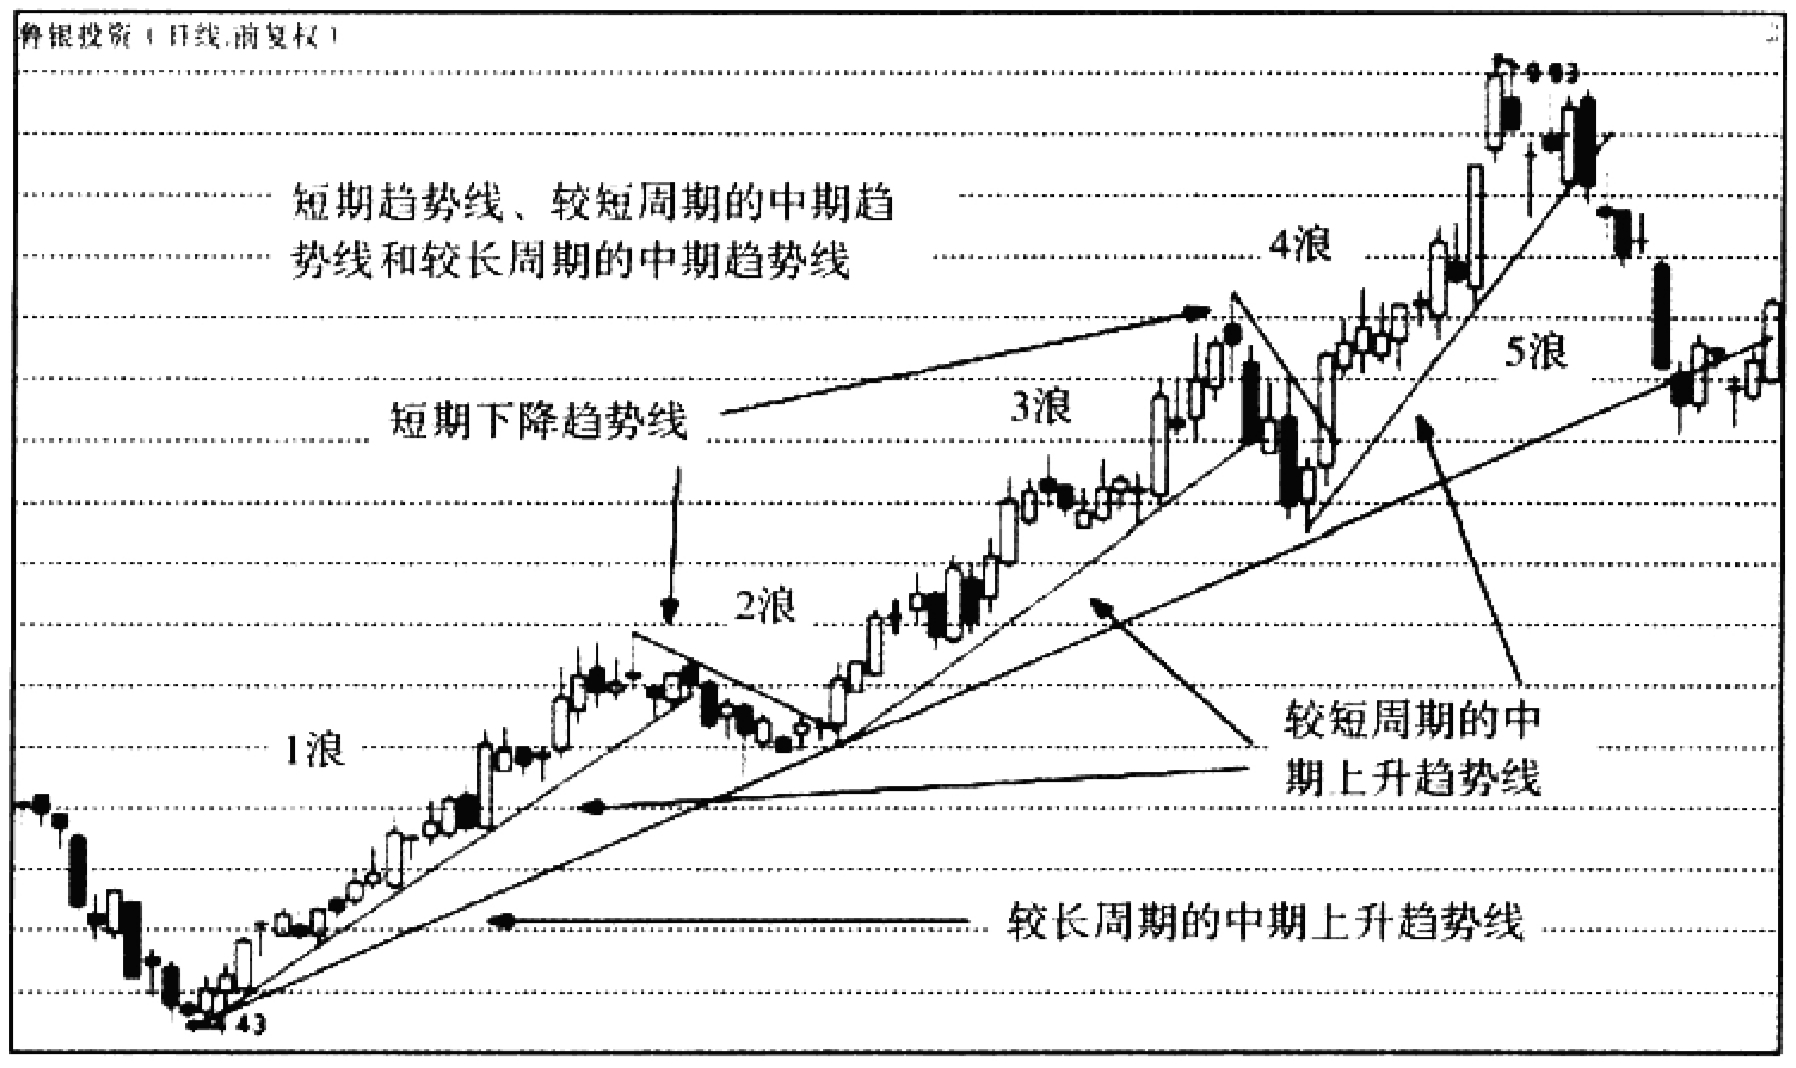 鲁银投资（日线.前复权）
9.93
短期趋势线、较短周期的中期趋
势线和较长周期的中期趋势线
4浪
5浪
3浪
短期下降趋势线
2浪
较短周期的中
期上升趋势线
1浪
较长周期的中期上升趋势线
43